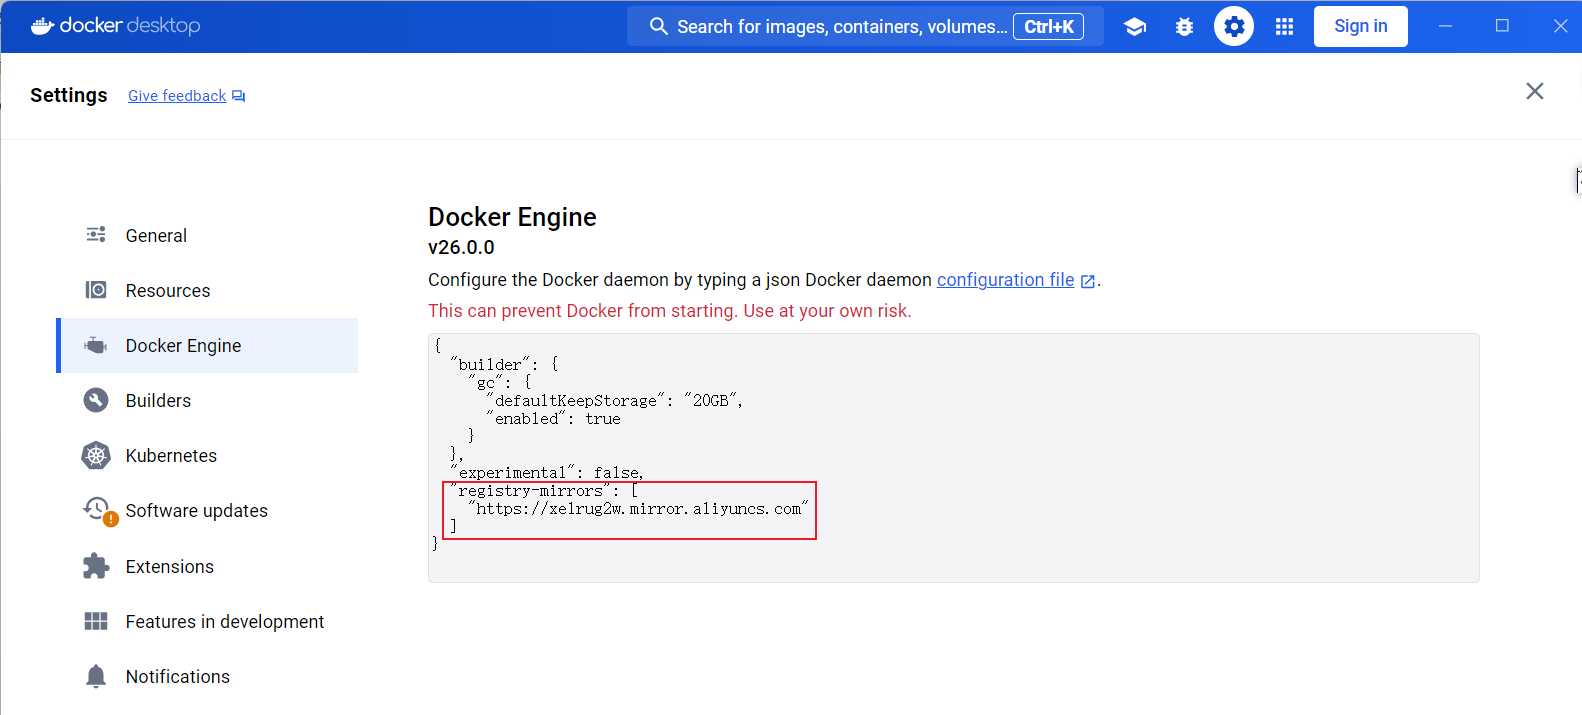 docker desktop
Search for images, containers, volumes... Ctrl+K
Sign in
Settings
Give feedback
General
Resources
Docker Engine
Builders
Kubernetes
Software updates
Extensions
Features in development
Notifications
Docker Engine
v26.0.0
Configure the Docker daemon by typing a json Docker daemon configuration file.
This can prevent Docker from starting. Use at your own risk.
{
  "builder": {
    "gc": {
      "defaultKeepStorage": "20GB",
      "enabled": true
    }
  },
  "experimental": false,
  "registry-mirrors": [
    "https://xelrug2w.mirror.aliyuncs.com"
  ]
}